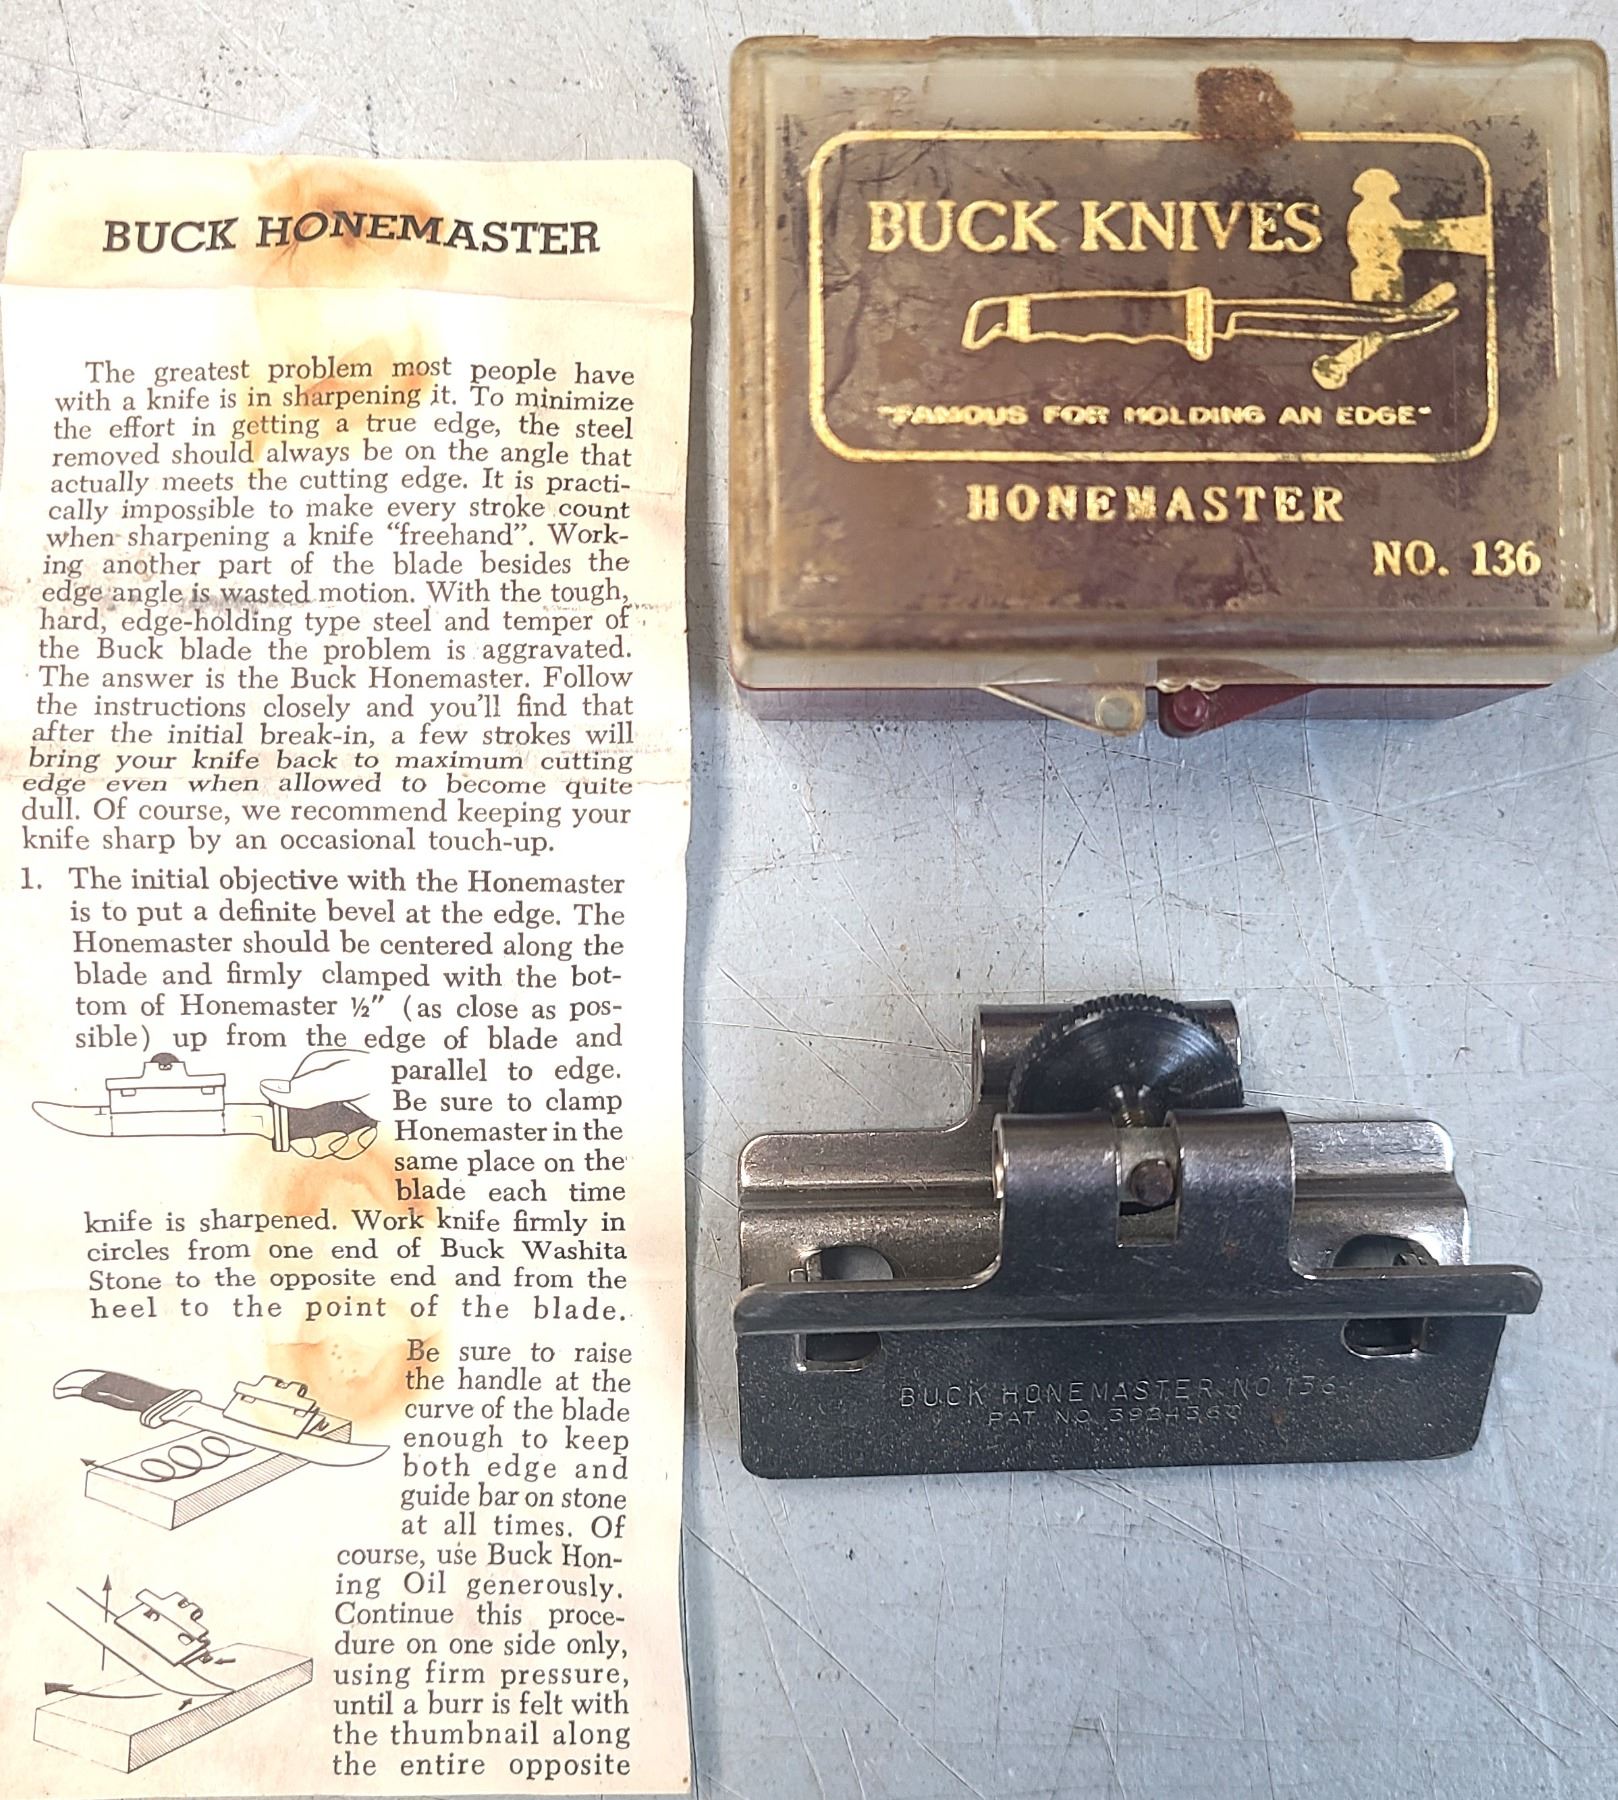 BUCK HONEMASTER
The greatest problem most people have
with a knife is in sharpening it. To minimize
the effort in getting a true edge, the steel
removed should always be on the angle that
actually meets the cutting edge. It is practi-
cally impossible to make every stroke count
when sharpening a knife “freehand”. Work-
ing another part of the blade besides the
edge angle is wasted motion. With the tough,
hard, edge-holding type steel and temper of
the Buck blade the problem is aggravated.
The answer is the Buck Honemaster. Follow
the instructions closely and you’ll find that
after the initial break-in, a few strokes will
bring your knife back to maximum cutting
edge even when allowed to become quite
dull. Of course, we recommend keeping your
knife sharp by an occasional touch-up.
1. The initial objective with the Honemaster
is to put a definite bevel at the edge. The
Honemaster should be centered along the
blade and firmly clamped with the bot-
tom of Honemaster ½″ (as close as pos-
sible) up from the edge of blade and
parallel to edge.
Be sure to clamp
Honemaster in the
same place on the
blade each time
knife is sharpened. Work knife firmly in
circles from one end of Buck Washita
Stone to the opposite end and from the
heel to the point of the blade.
Be sure to raise
the handle at the
curve of the blade
enough to keep
both edge and
guide bar on stone
at all times. Of
course, use Buck Hon-
ing Oil generously.
Continue this proce-
dure on one side only,
using firm pressure,
until a burr is felt with
the thumbnail along
the entire opposite
BUCK KNIVES
"FAMOUS FOR HOLDING AN EDGE"
HONEMASTER
NO. 136
BUCK HONEMASTER NO 136
PAT NO